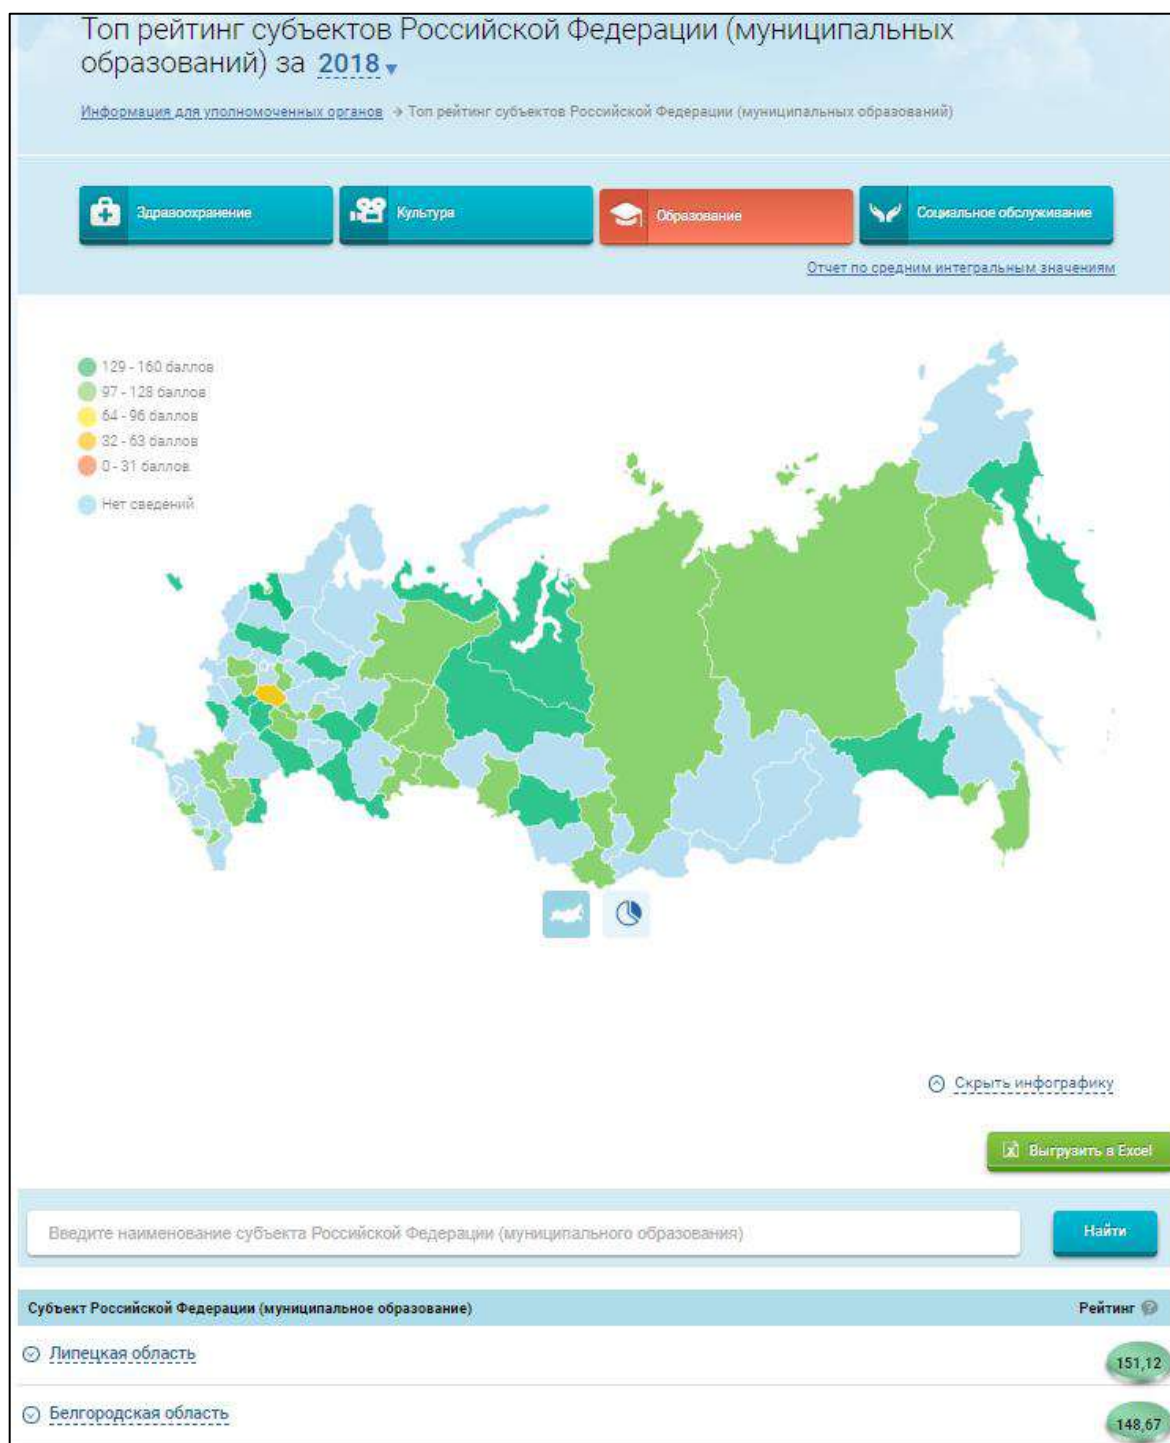 Топ рейтинг субъектов Российской Федерации (муниципальных
образований) за 2018
Информация для уполномоченных органов → Топ рейтинг субъектов Российской Федерации (муниципальных образований)
Здравоохранение
Культура
Образование
Социальное обслуживание
Отчет по средним интегральным значениям
129 - 160 баллов
97 - 128 баллов
64 - 96 баллов
32 - 63 баллов
0 - 31 баллов
Нет сведений
Скрыть инфографику
Выгрузить в Excel
Введите наименование субъекта Российской Федерации (муниципального образования)
Найти
Субъект Российской Федерации (муниципальное образование) Рейтинг ?
Липецкая область 151,12
Белгородская область 148,67